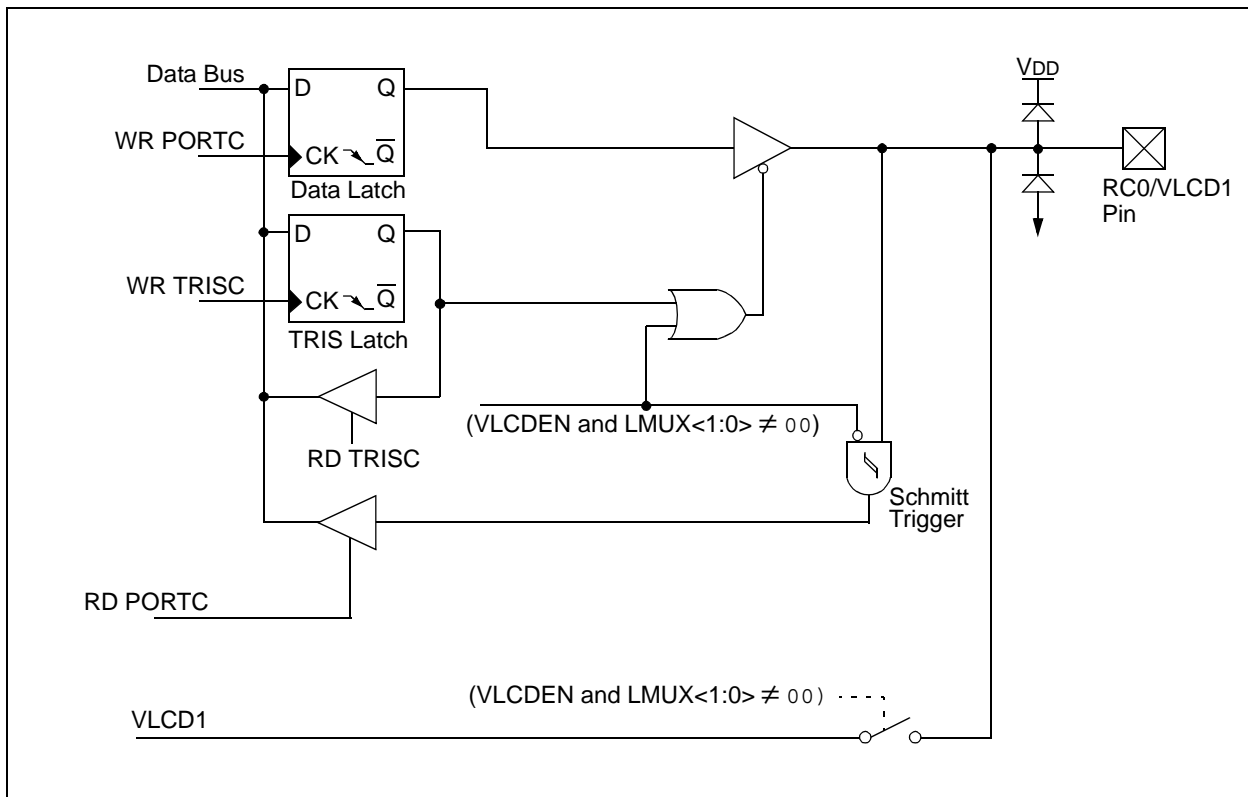 Data Bus
D Q
WR PORTC
CK Q̅
Data Latch
VDD
RC0/VLCD1
Pin
D Q
WR TRISC
CK Q̅
TRIS Latch
(VLCDEN and LMUX<1:0> ≠ 00)
RD TRISC
Schmitt
Trigger
RD PORTC
(VLCDEN and LMUX<1:0> ≠ 00)
VLCD1